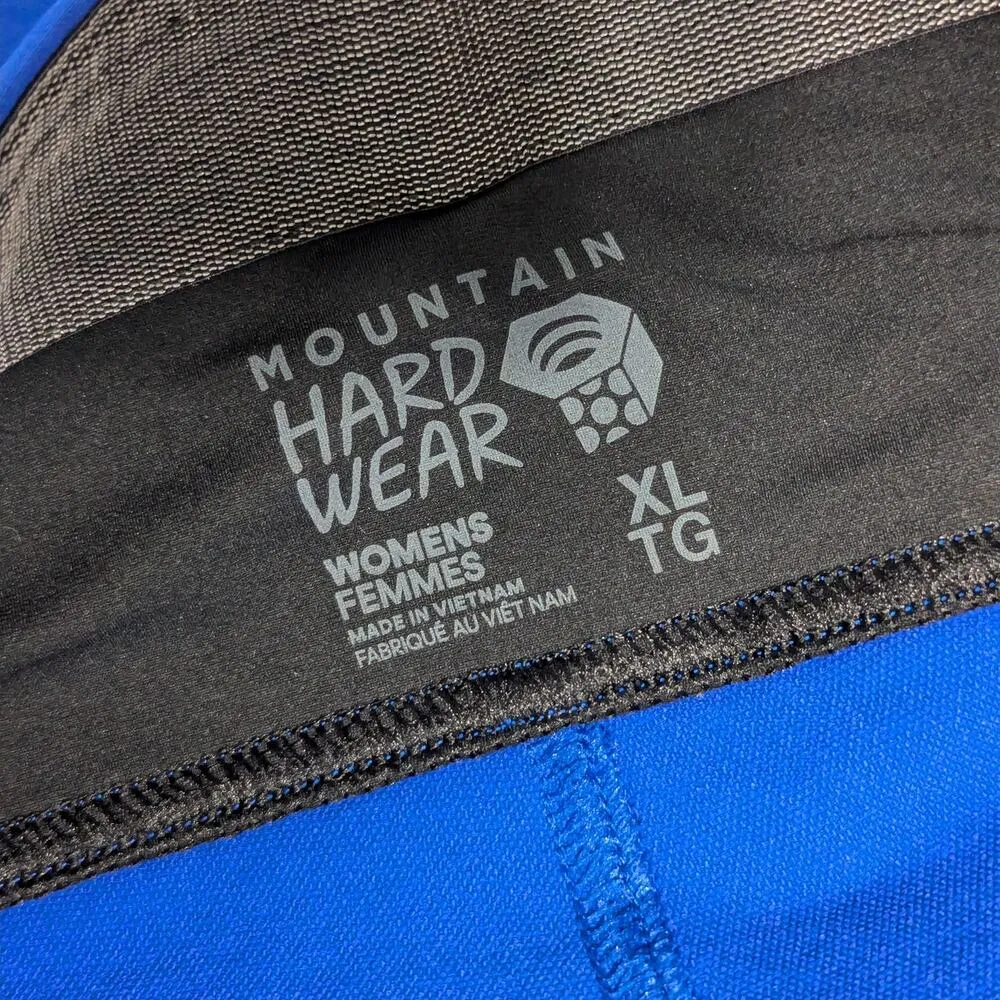 MOUNTAIN
HARD
WEAR
WOMENS
FEMMES
MADE IN VIETNAM
FABRIQUÉ AU VIÊT NAM
XL
TG